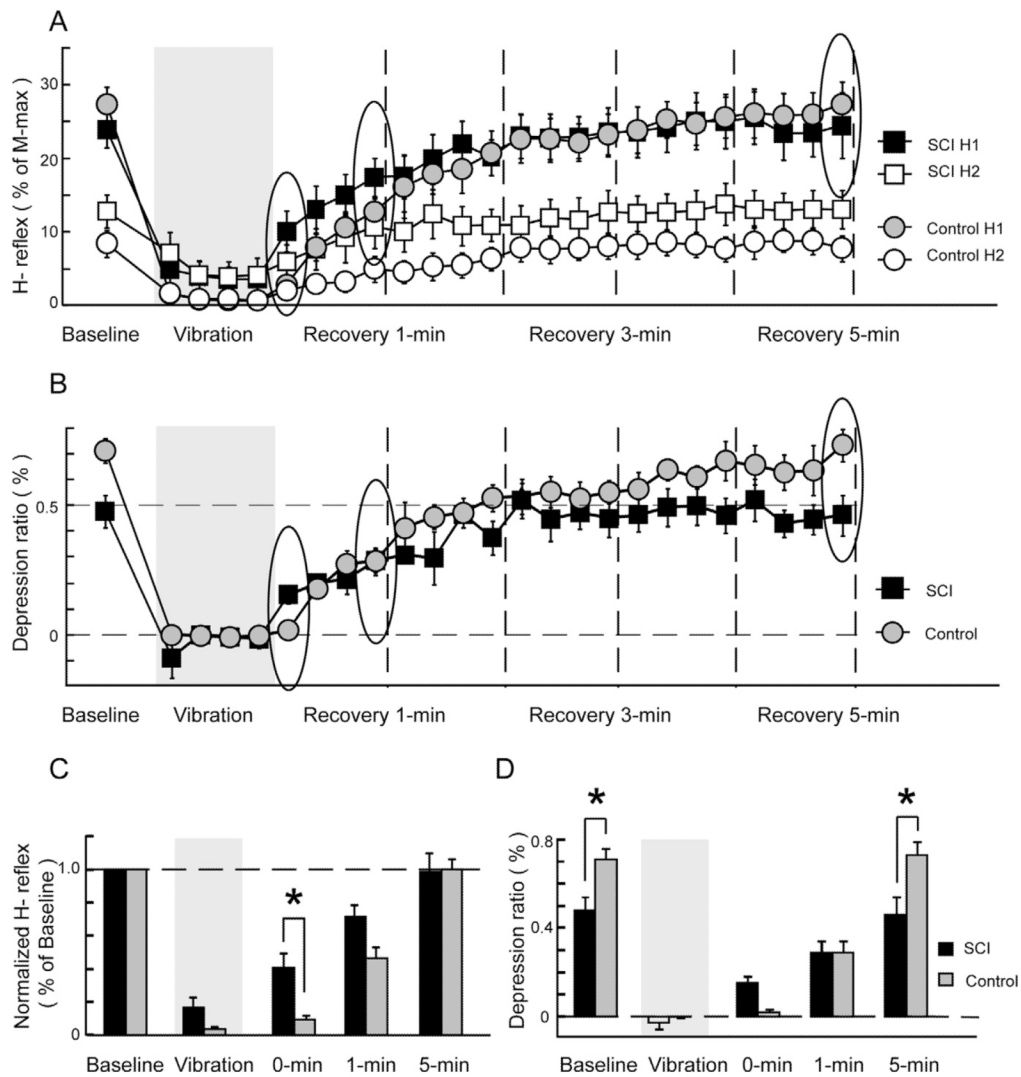 A
H- reflex ( % of M-max )
30
20
10
0
SCI H1
SCI H2
Control H1
Control H2
Baseline Vibration Recovery 1-min Recovery 3-min Recovery 5-min
B
Depression ratio ( % )
0.5
0
SCI
Control
Baseline Vibration Recovery 1-min Recovery 3-min Recovery 5-min
C
Normalized H- reflex
( % of Baseline )
1.0
0
*
Baseline Vibration 0-min 1-min 5-min
D
Depression ratio ( % )
0.8
0.4
0
*
*
SCI
Control
Baseline Vibration 0-min 1-min 5-min